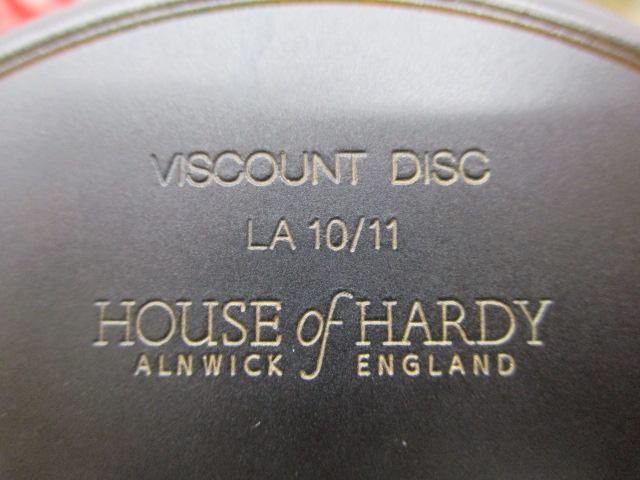 VISCOUNT DISC
LA 10/11
HOUSE of HARDY
ALNWICK ENGLAND